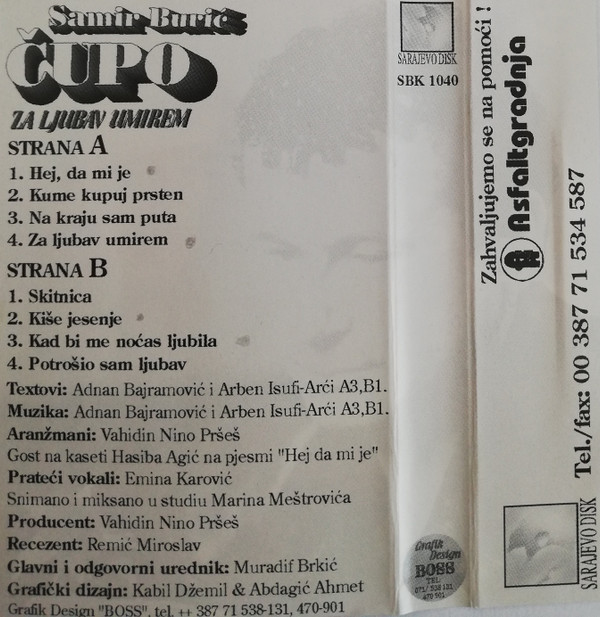 Samir Burić
ČUPO
ZA LJUBAV UMIREM
STRANA A
1. Hej, da mi je
2. Kume kupuj prsten
3. Na kraju sam puta
4. Za ljubav umirem
STRANA B
1. Skitnica
2. Kiše jesenje
3. Kad bi me noćas ljubila
4. Potrošio sam ljubav
Textovi: Adnan Bajramović i Arben Isufi-Arći A3,B1.
Muzika: Adnan Bajramović i Arben Isufi-Arći A3,B1.
Aranžmani: Vahidin Nino Pršeš
Gost na kaseti Hasiba Agić na pjesmi "Hej da mi je"
Prateći vokali: Emina Karović
Snimano i miksano u studiu Marina Meštrovića
Producent: Vahidin Nino Pršeš
Recezent: Remić Miroslav
Glavni i odgovorni urednik: Muradif Brkić
Grafički dizajn: Kabil Džemil & Abdagić Ahmet
Grafik Design "BOSS", tel. ++ 387 71 538-131, 470-901
SARAJEVO DISK
SBK 1040
Grafik
Design
BOSS
TEL.
071/ 538 131
470 901
Zahvaljujemo se na pomoći !
Asfaltgradnja
Tel./fax: 00 387 71 534 587
SARAJEVO DISK